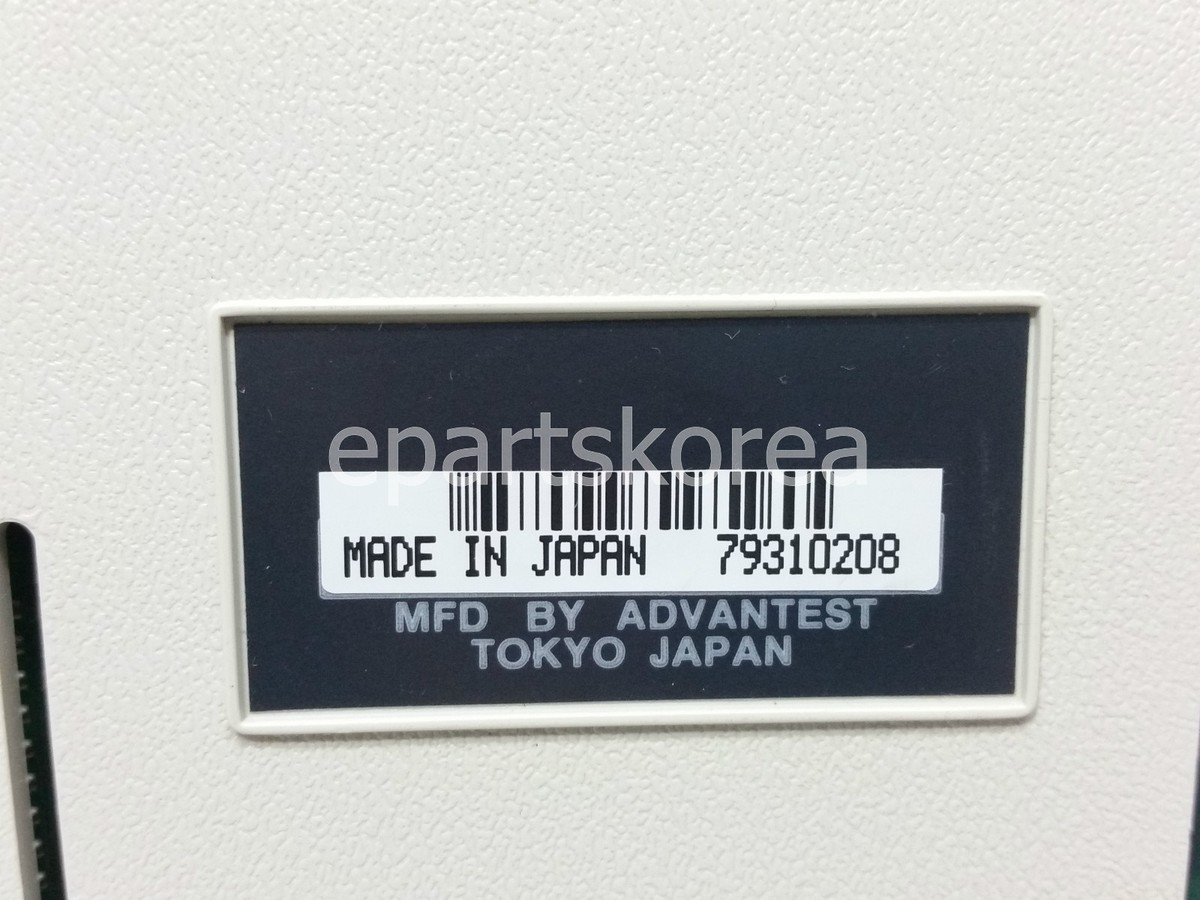 epartskorea
MADE IN JAPAN 79310208
MFD BY ADVANTEST
TOKYO JAPAN